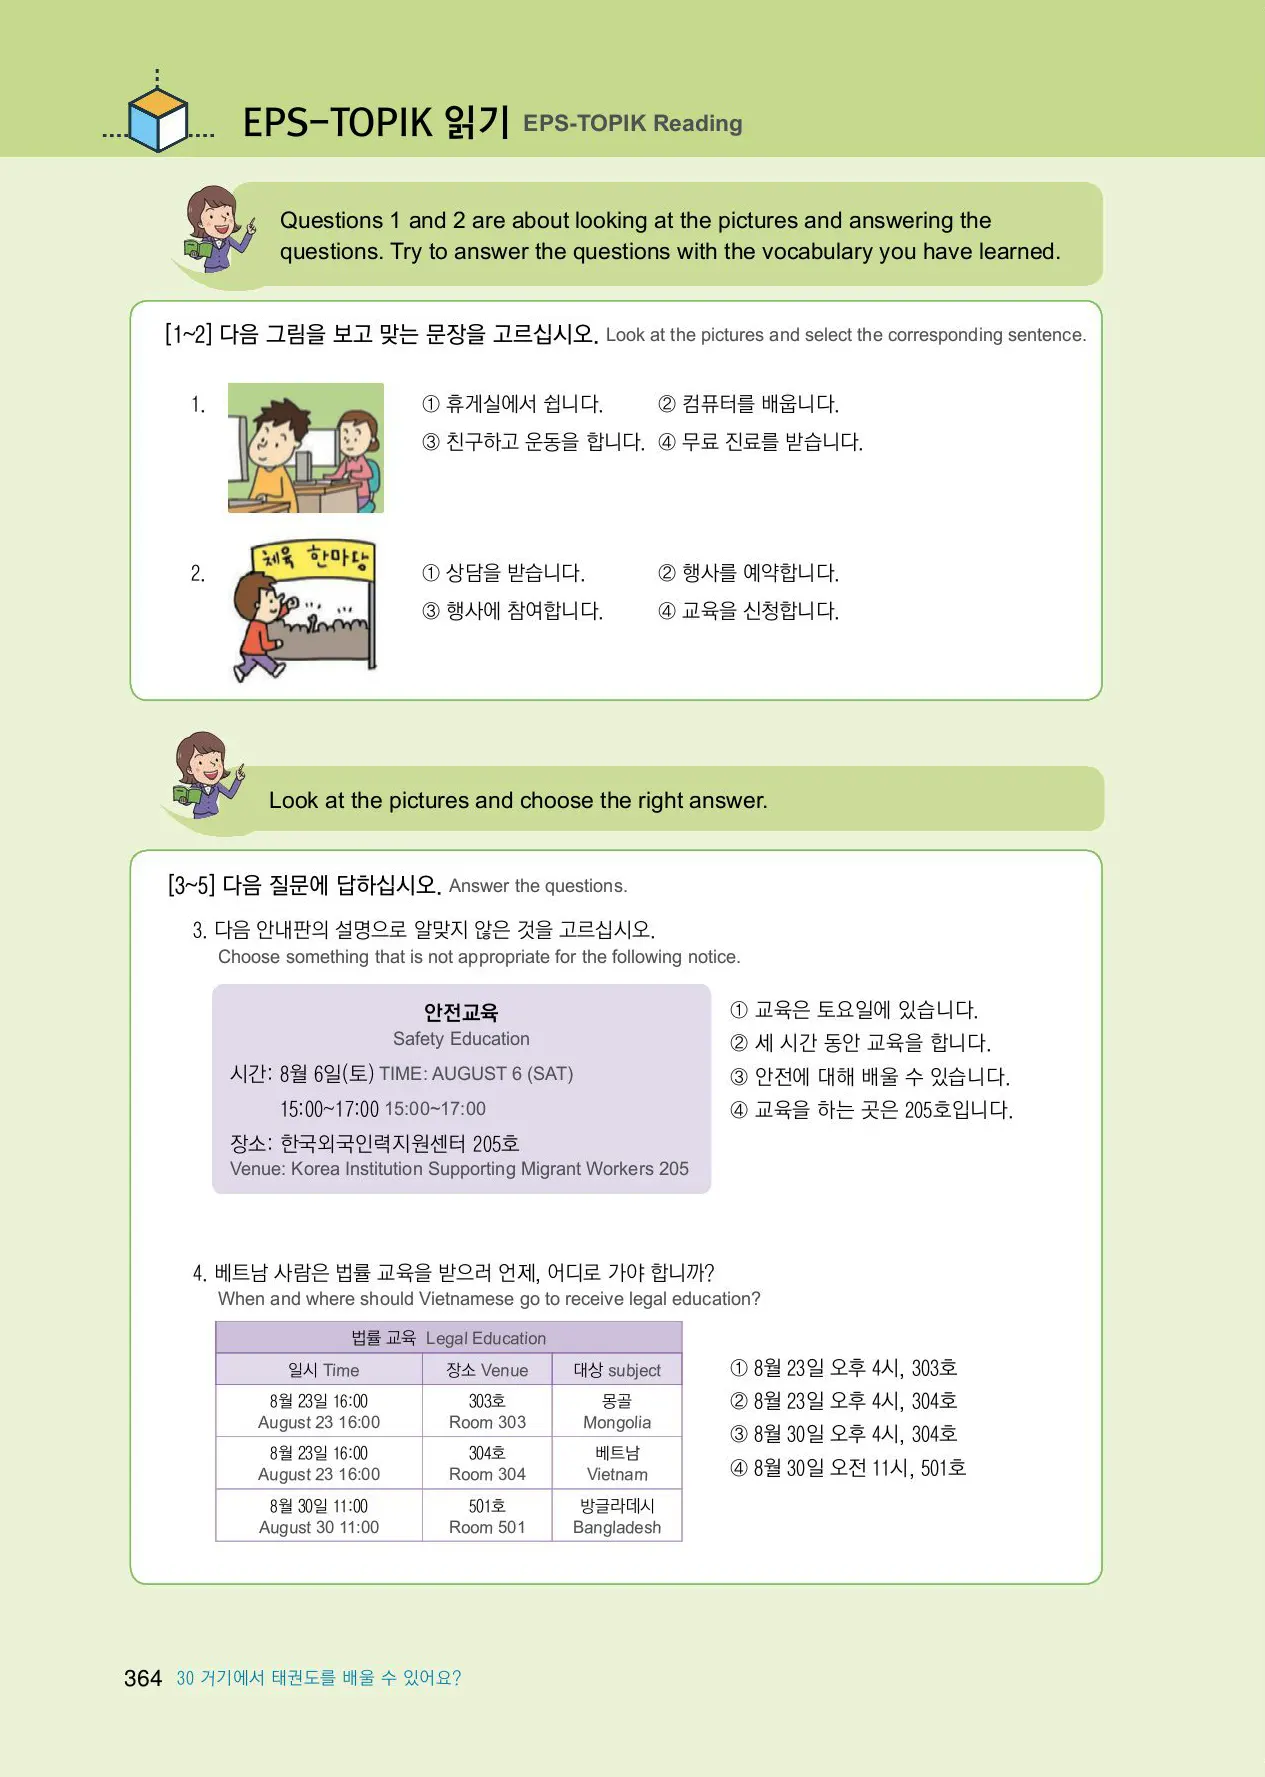 EPS-TOPIK 읽기 EPS-TOPIK Reading
Questions 1 and 2 are about looking at the pictures and answering the
questions. Try to answer the questions with the vocabulary you have learned.
[1~2] 다음 그림을 보고 맞는 문장을 고르십시오. Look at the pictures and select the corresponding sentence.
1.
① 휴게실에서 쉽니다. ② 컴퓨터를 배웁니다.
③ 친구하고 운동을 합니다. ④ 무료 진료를 받습니다.
체육 한마당
2.
① 상담을 받습니다. ② 행사를 예약합니다.
③ 행사에 참여합니다. ④ 교육을 신청합니다.
Look at the pictures and choose the right answer.
[3~5] 다음 질문에 답하십시오. Answer the questions.
3. 다음 안내판의 설명으로 알맞지 않은 것을 고르십시오.
Choose something that is not appropriate for the following notice.
안전교육
Safety Education
시간: 8월 6일(토) TIME: AUGUST 6 (SAT)
15:00~17:00 15:00~17:00
장소: 한국외국인력지원센터 205호
Venue: Korea Institution Supporting Migrant Workers 205
① 교육은 토요일에 있습니다.
② 세 시간 동안 교육을 합니다.
③ 안전에 대해 배울 수 있습니다.
④ 교육을 하는 곳은 205호입니다.
4. 베트남 사람은 법률 교육을 받으러 언제, 어디로 가야 합니까?
When and where should Vietnamese go to receive legal education?
법률 교육 Legal Education
일시 Time 장소 Venue 대상 subject
8월 23일 16:00 303호 몽골
August 23 16:00 Room 303 Mongolia
8월 23일 16:00 304호 베트남
August 23 16:00 Room 304 Vietnam
8월 30일 11:00 501호 방글라데시
August 30 11:00 Room 501 Bangladesh
① 8월 23일 오후 4시, 303호
② 8월 23일 오후 4시, 304호
③ 8월 30일 오후 4시, 304호
④ 8월 30일 오전 11시, 501호
364 30 거기에서 태권도를 배울 수 있어요?